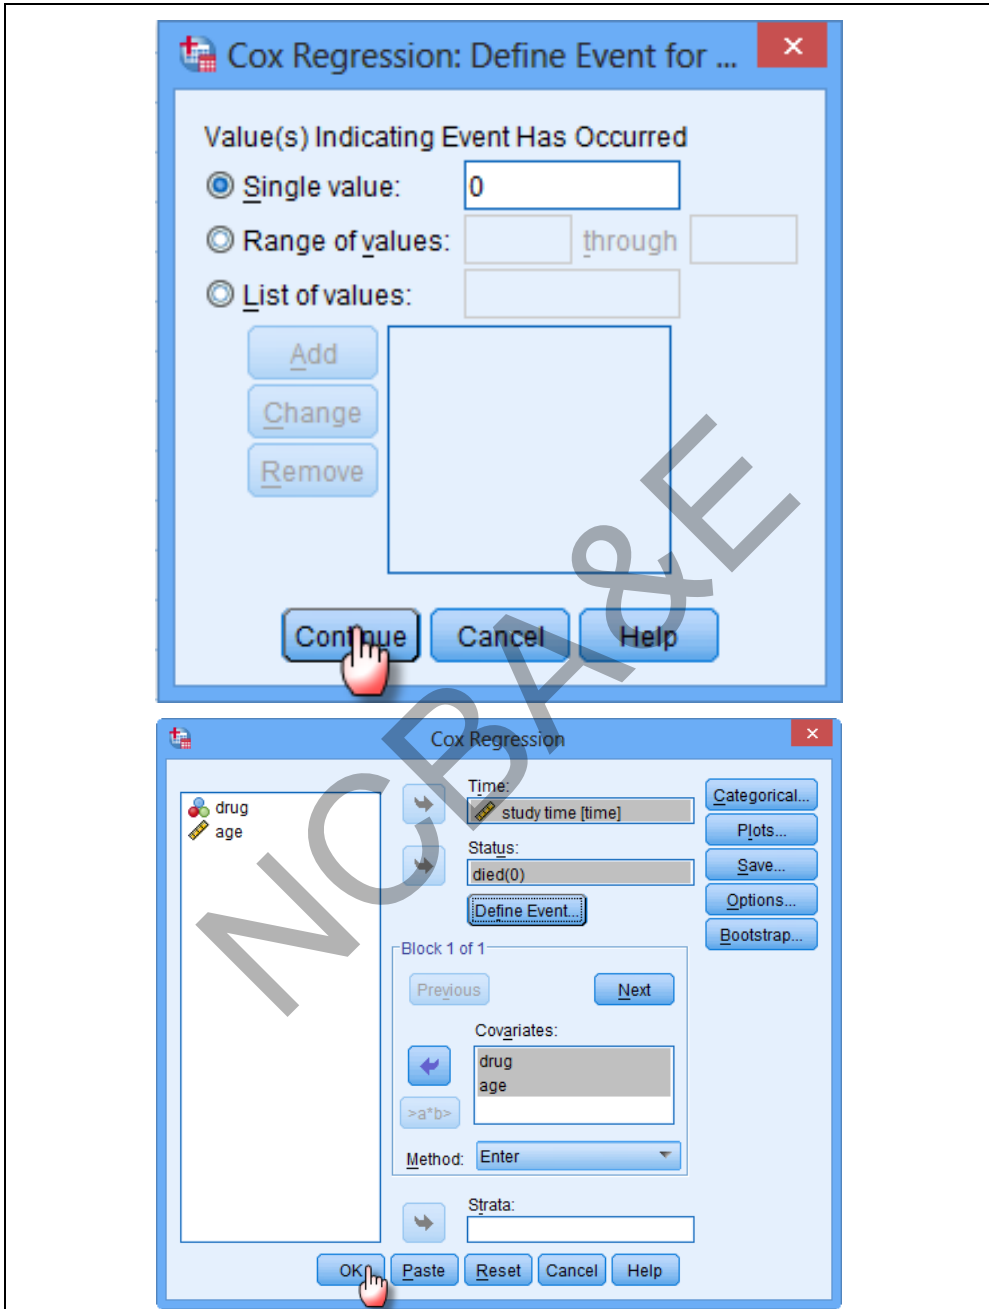 Cox Regression: Define Event for ...
Value(s) Indicating Event Has Occurred
Single value: 0
Range of values: through
List of values:
Add
Change
Remove
Continue Cancel Help
Cox Regression
drug
age
Time:
study time [time]
Status:
died(0)
Define Event...
Categorical...
Plots...
Save...
Options...
Bootstrap...
Block 1 of 1
Previous Next
Covariates:
drug
age
>a*b>
Method: Enter
Strata:
OK Paste Reset Cancel Help
NCBA&E